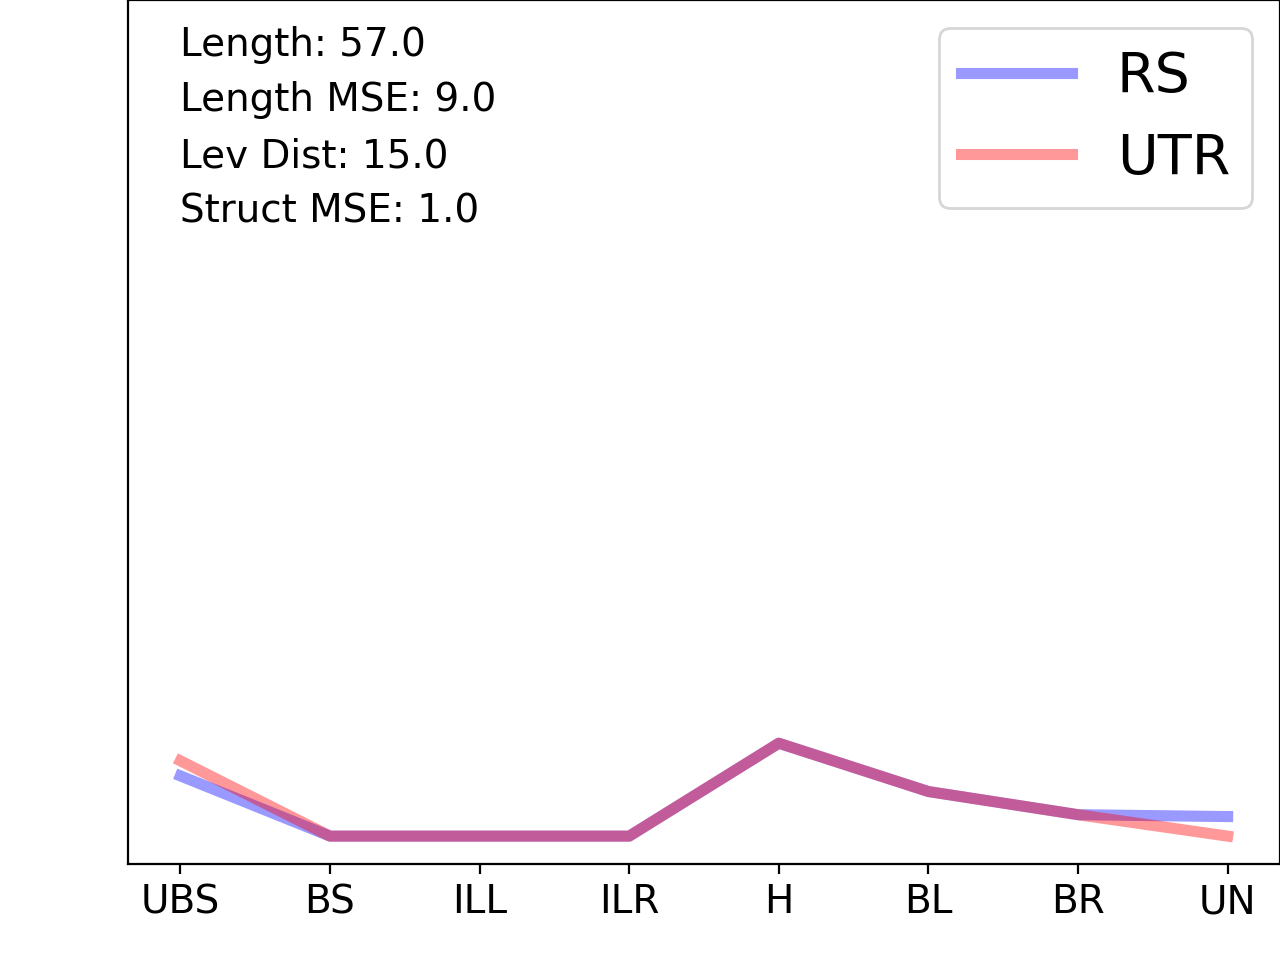 Length: 57.0
Length MSE: 9.0
Lev Dist: 15.0
Struct MSE: 1.0
RS
UTR
UBS BS ILL ILR H BL BR UN